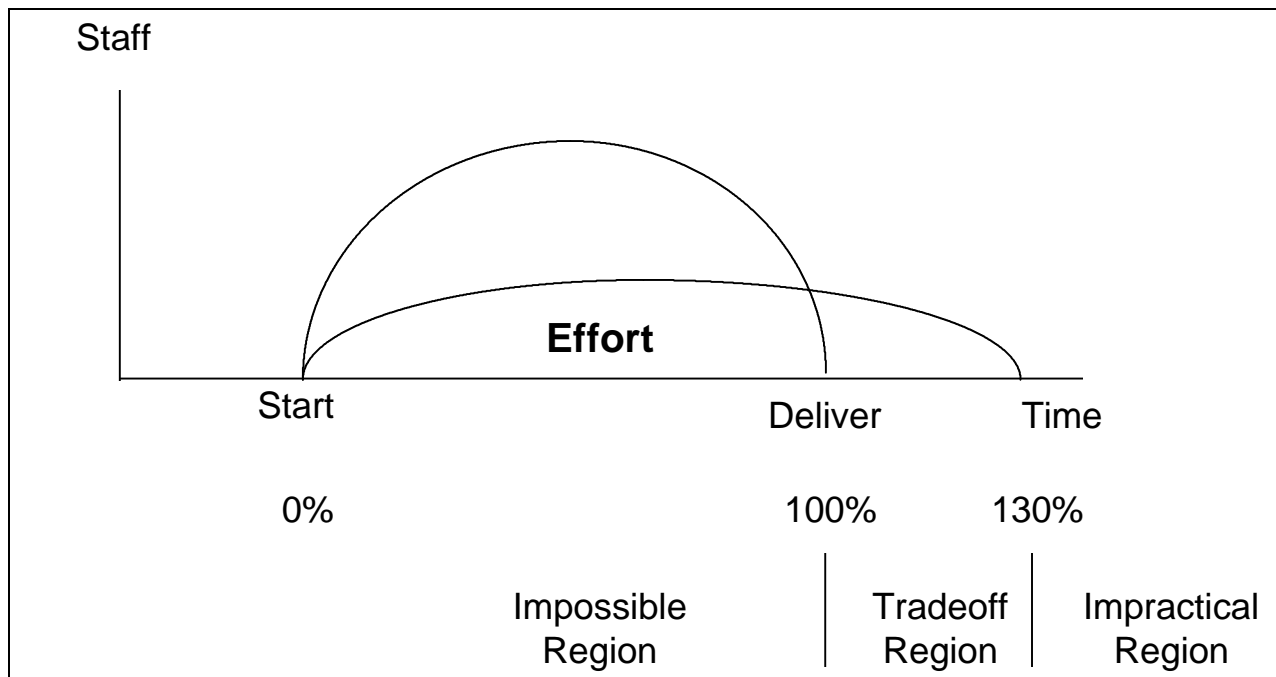 Staff
Effort
Start
Deliver
Time
0%
100%
130%
Impossible
Region
Tradeoff
Region
Impractical
Region